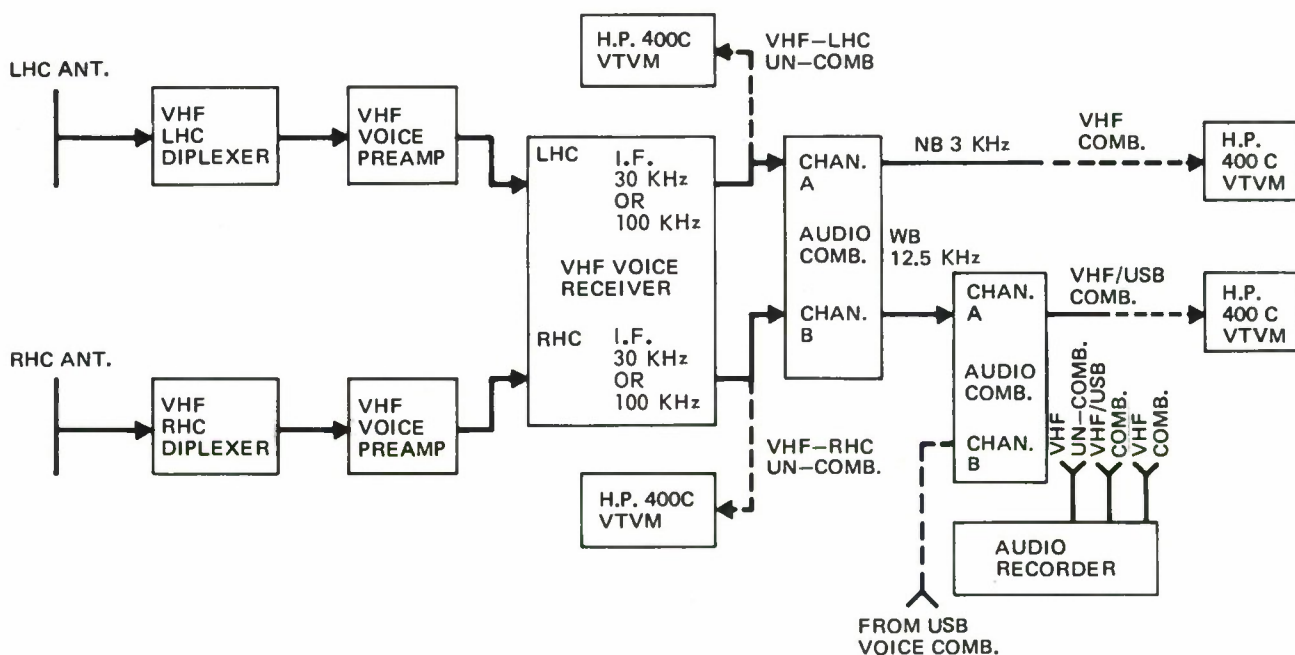 LHC ANT.
VHF
LHC
DIPLEXER
VHF
VOICE
PREAMP
H.P. 400C
VTVM
VHF–LHC
UN–COMB
LHC
I.F.
30 KHz
OR
100 KHz
VHF VOICE
RECEIVER
RHC
I.F.
30 KHz
OR
100 KHz
CHAN.
A
AUDIO
COMB.
CHAN.
B
NB 3 KHz
VHF
COMB.
H.P.
400 C
VTVM
WB
12.5 KHz
CHAN.
A
AUDIO
COMB.
CHAN.
B
VHF/USB
COMB.
H.P.
400 C
VTVM
RHC ANT.
VHF
RHC
DIPLEXER
VHF
VOICE
PREAMP
VHF–RHC
UN–COMB.
H.P. 400C
VTVM
VHF
UN–COMB.
VHF/USB
COMB.
VHF
COMB.
AUDIO
RECORDER
FROM USB
VOICE COMB.